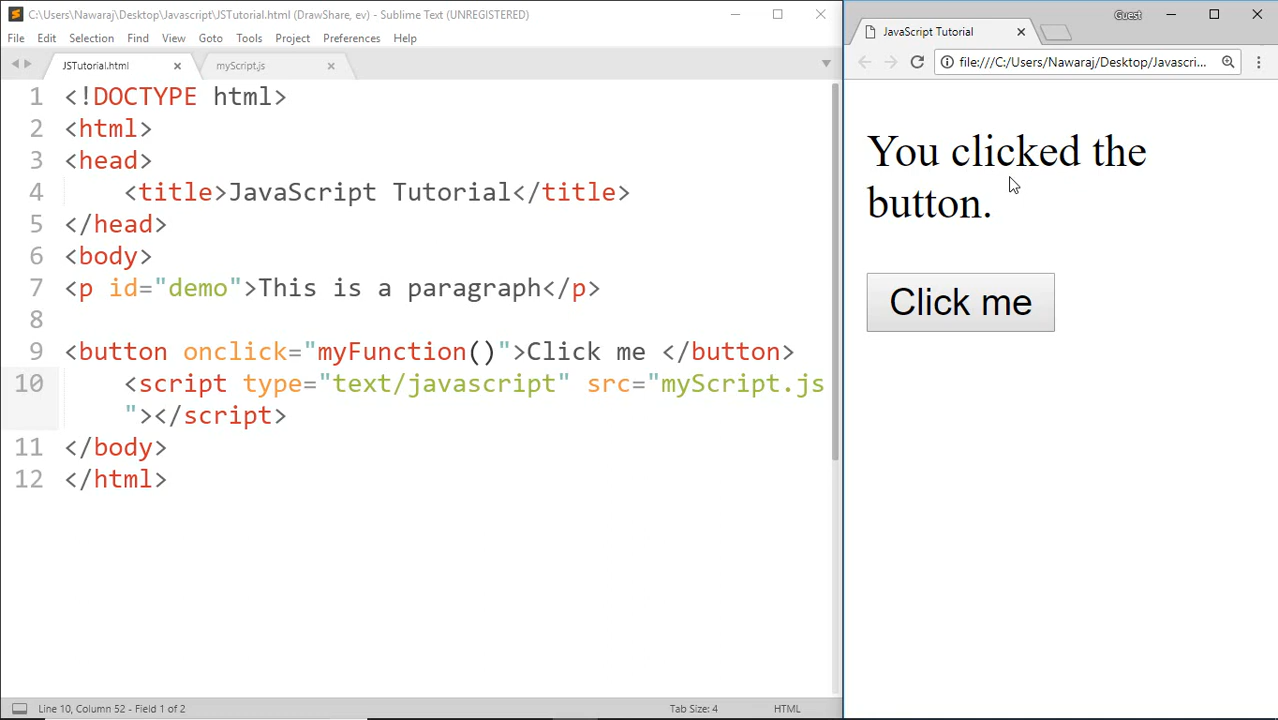 C:\Users\Nawaraj\Desktop\Javascript\JSTutorial.html (DrawShare, ev) - Sublime Text (UNREGISTERED)
File Edit Selection Find View Goto Tools Project Preferences Help
JSTutorial.html myScript.js
1 <!DOCTYPE html>
2 <html>
3 <head>
4 <title>JavaScript Tutorial</title>
5 </head>
6 <body>
7 <p id="demo">This is a paragraph</p>
8
9 <button onclick="myFunction()">Click me </button>
10 <script type="text/javascript" src="myScript.js
"></script>
11 </body>
12 </html>
Line 10, Column 52 - Field 1 of 2 Tab Size: 4 HTML
Guest
JavaScript Tutorial
file:///C:/Users/Nawaraj/Desktop/Javascri...
You clicked the
button.
Click me